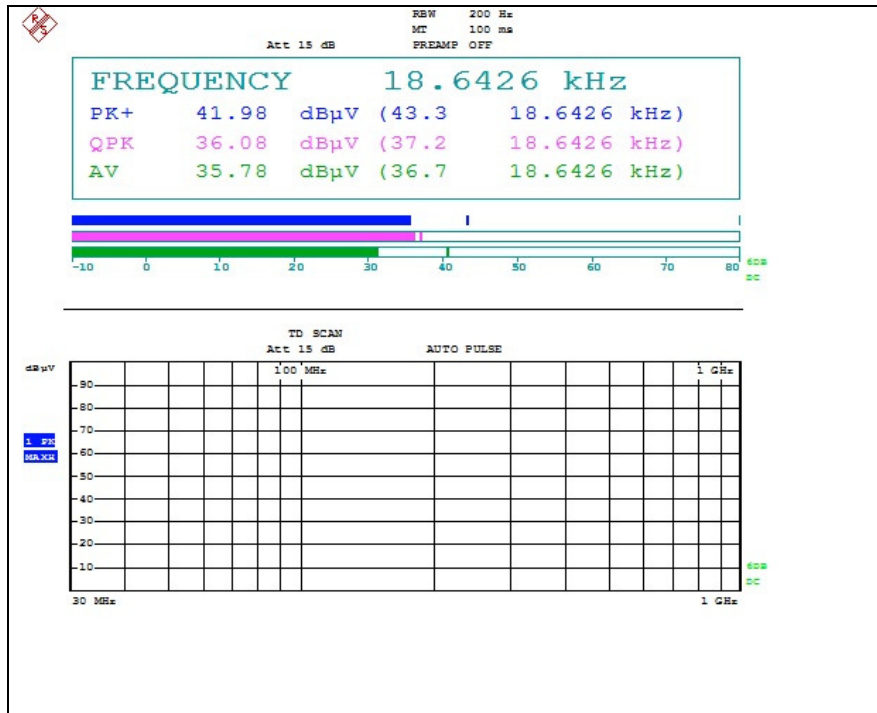 R S
RBW 200 Hz
MT 100 ms
Att 15 dB PREAMP OFF
FREQUENCY 18.6426 kHz
PK+ 41.98 dBµV (43.3 18.6426 kHz)
QPK 36.08 dBµV (37.2 18.6426 kHz)
AV 35.78 dBµV (36.7 18.6426 kHz)
-10 0 10 20 30 40 50 60 70 80
6DB
DC
TD SCAN
Att 15 dB AUTO PULSE
dBµV
100 MHz 1 GHz
90
80
70
1 PK
MAXH
60
50
40
30
20
10
6DB
DC
30 MHz 1 GHz